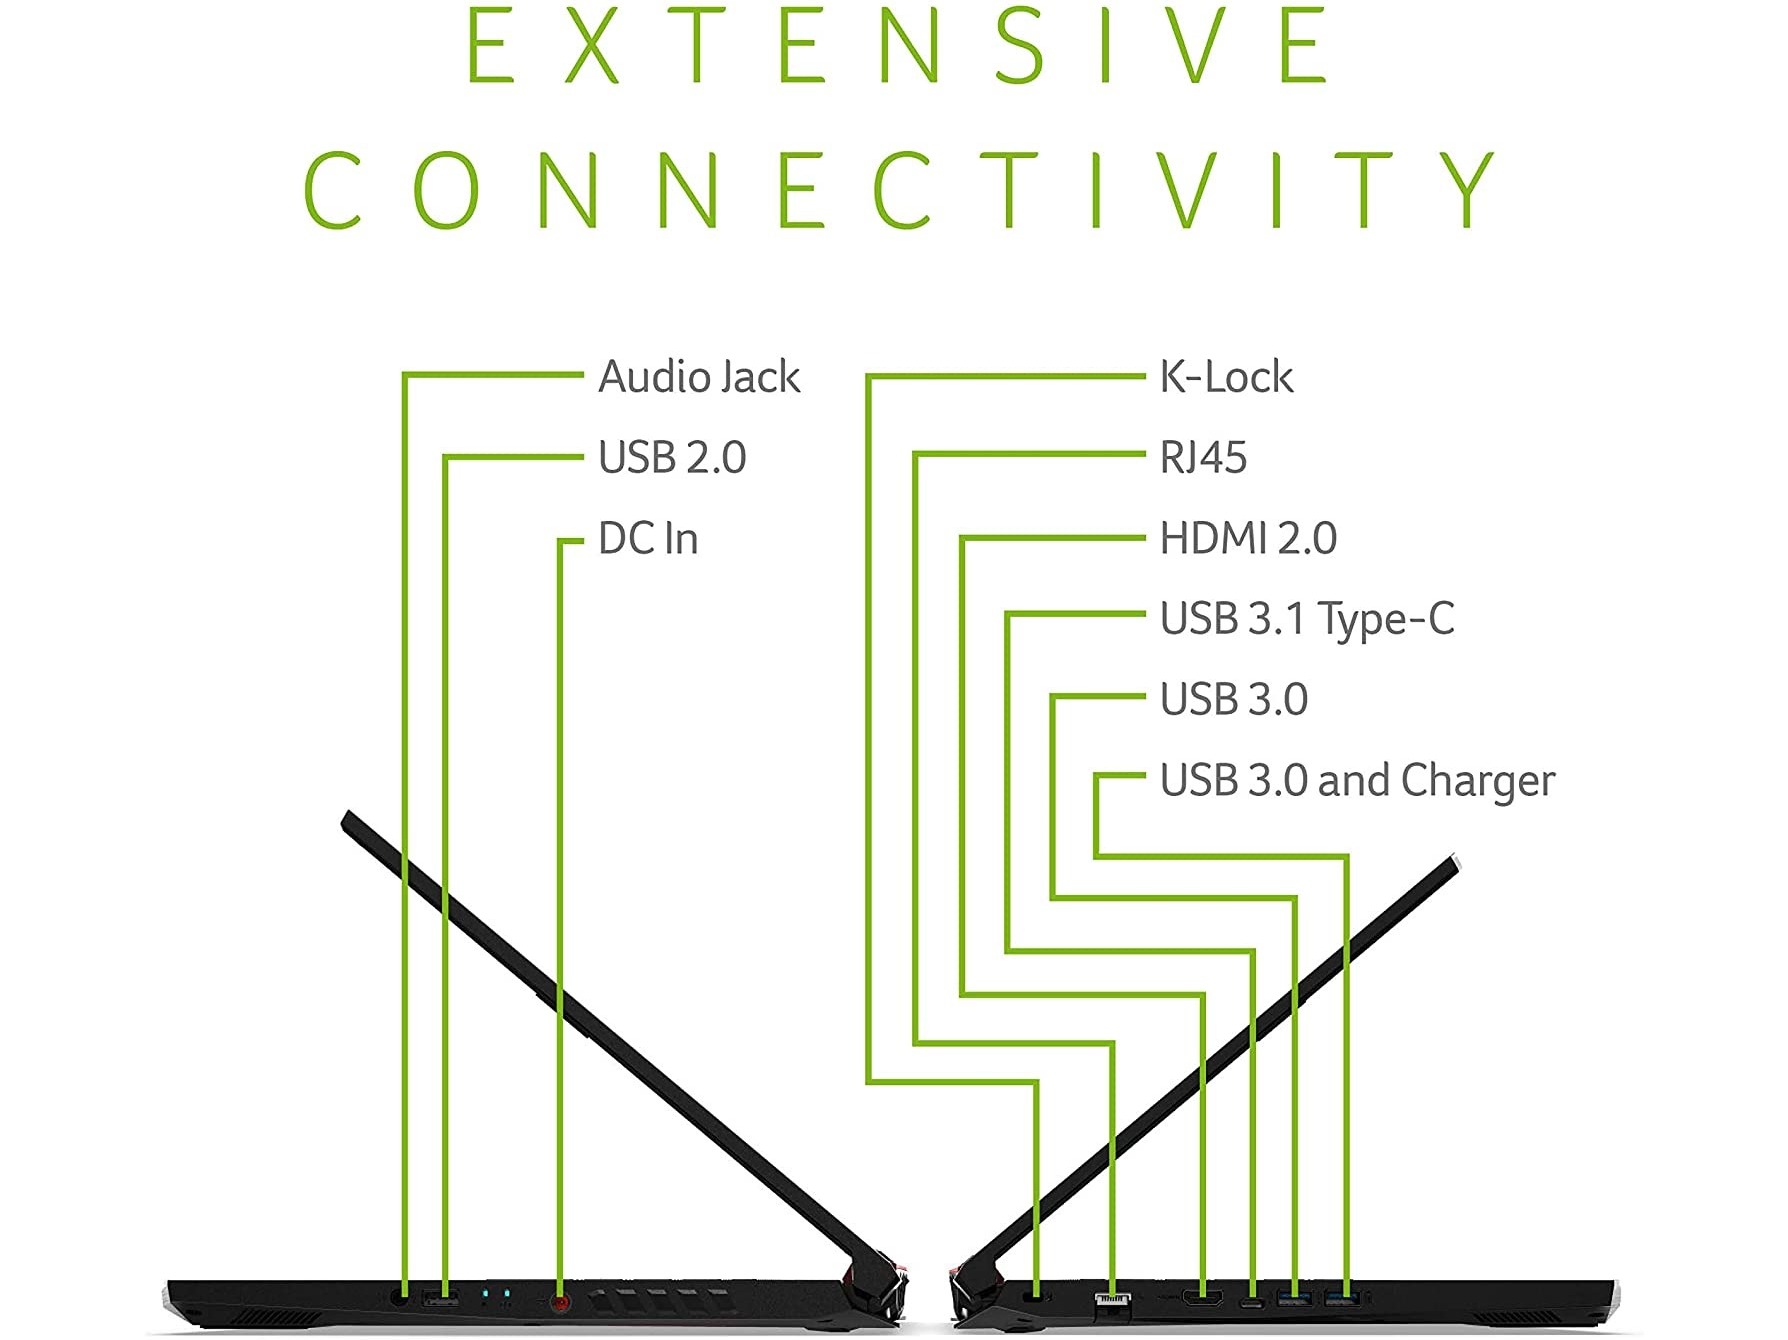 EXTENSIVE
CONNECTIVITY
Audio Jack
USB 2.0
DC In
K-Lock
RJ45
HDMI 2.0
USB 3.1 Type-C
USB 3.0
USB 3.0 and Charger